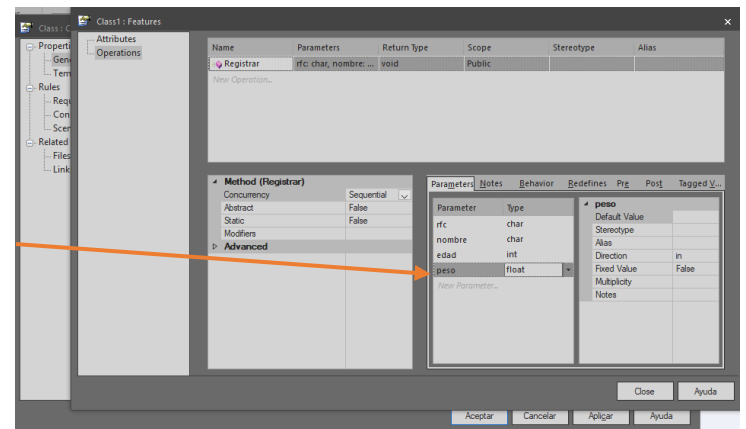 Class1 : Features
Class : C
Attributes
Operations
Properti
Gene
Tem
Rules
Requ
Con
Scer
Related
Files
Link
Name Parameters Return Type Scope Stereotype Alias
Registrar rfc: char, nombre: ... void Public
New Operation...
Method (Registrar)
Concurrency Sequential
Abstract False
Static False
Modifiers
Advanced
Parameters Notes Behavior Redefines Pre Post Tagged V...
Parameter Type
rfc char
nombre char
edad int
peso float
New Parameter...
peso
Default Value
Stereotype
Alias
Direction in
Fixed Value False
Multiplicity
Notes
Close Ayuda
Aceptar Cancelar Aplicar Ayuda